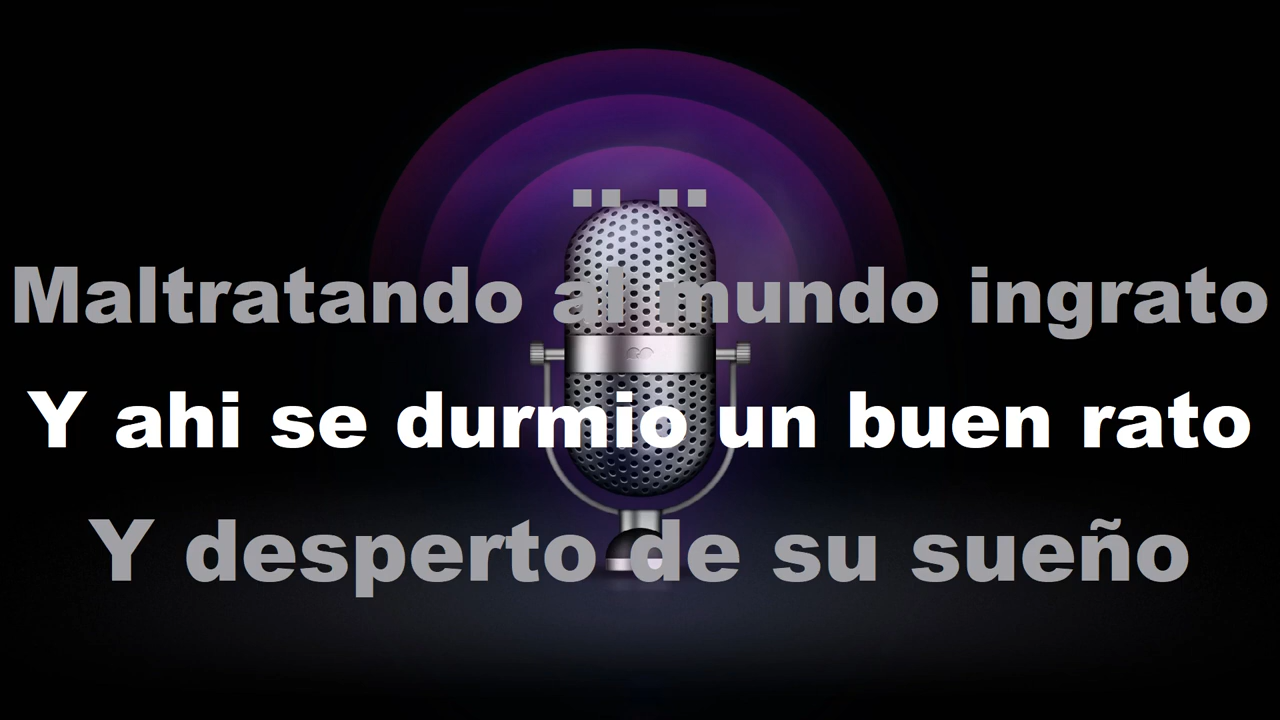 .. ..
Maltratando al mundo ingrato
Y ahi se durmio un buen rato
Y desperto de su sueño